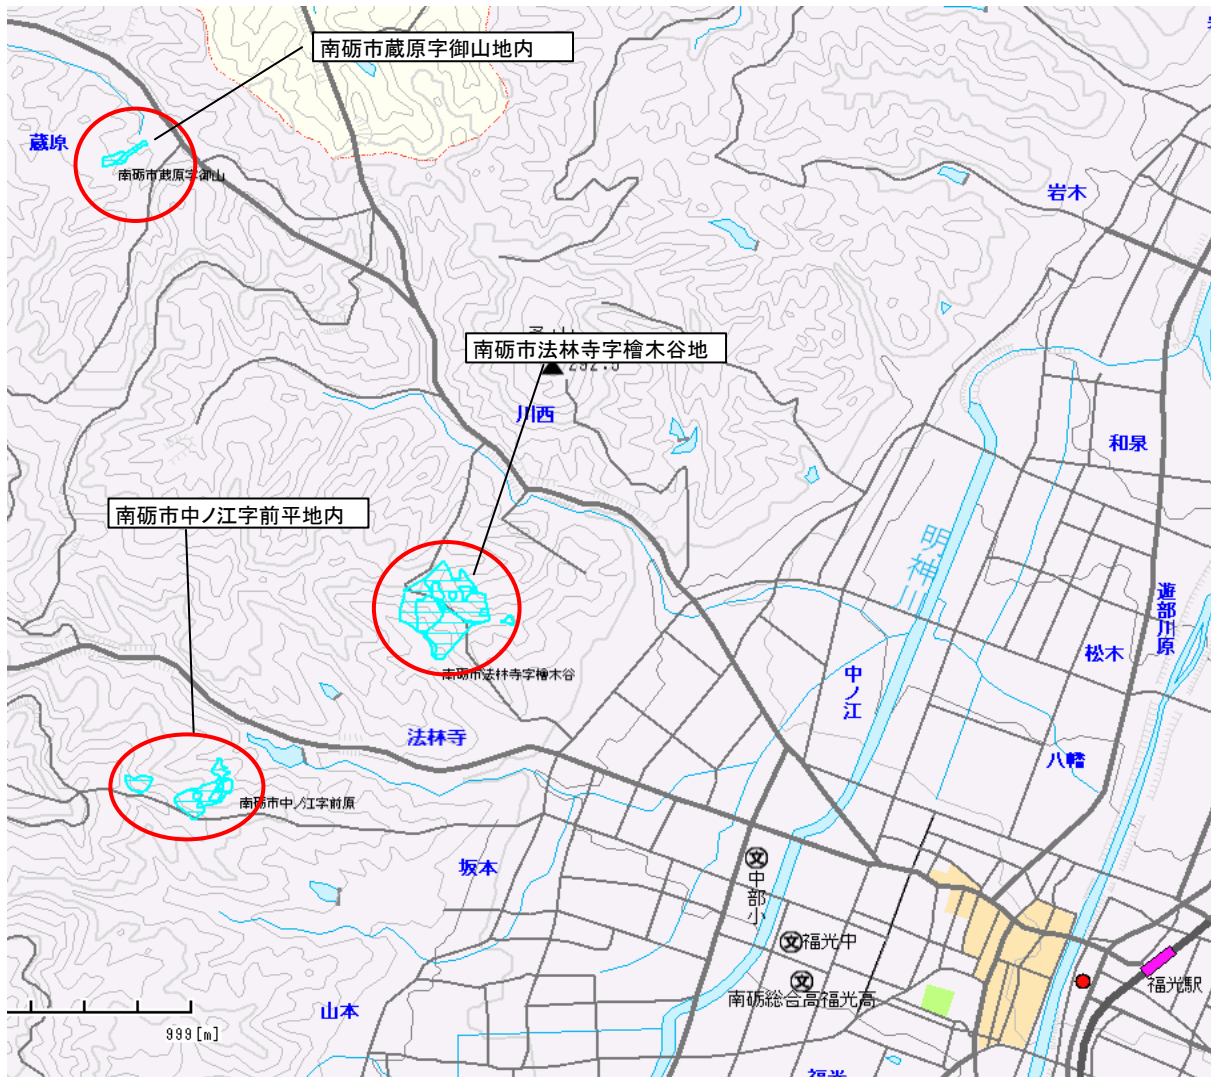 南砺市蔵原字御山地内
蔵原
南砺市蔵原字御山
岩木
南砺市法林寺字檜木谷地
川西
和泉
南砺市中ノ江字前平地内
明神川
遊部川原
松木
中ノ江
南砺市法林寺字檜木谷
法林寺
八幡
南砺市中ノ江字前原
坂本
中部小
文
文
福光中
文
南砺総合高福光高
福光駅
山本
999[m]
福光